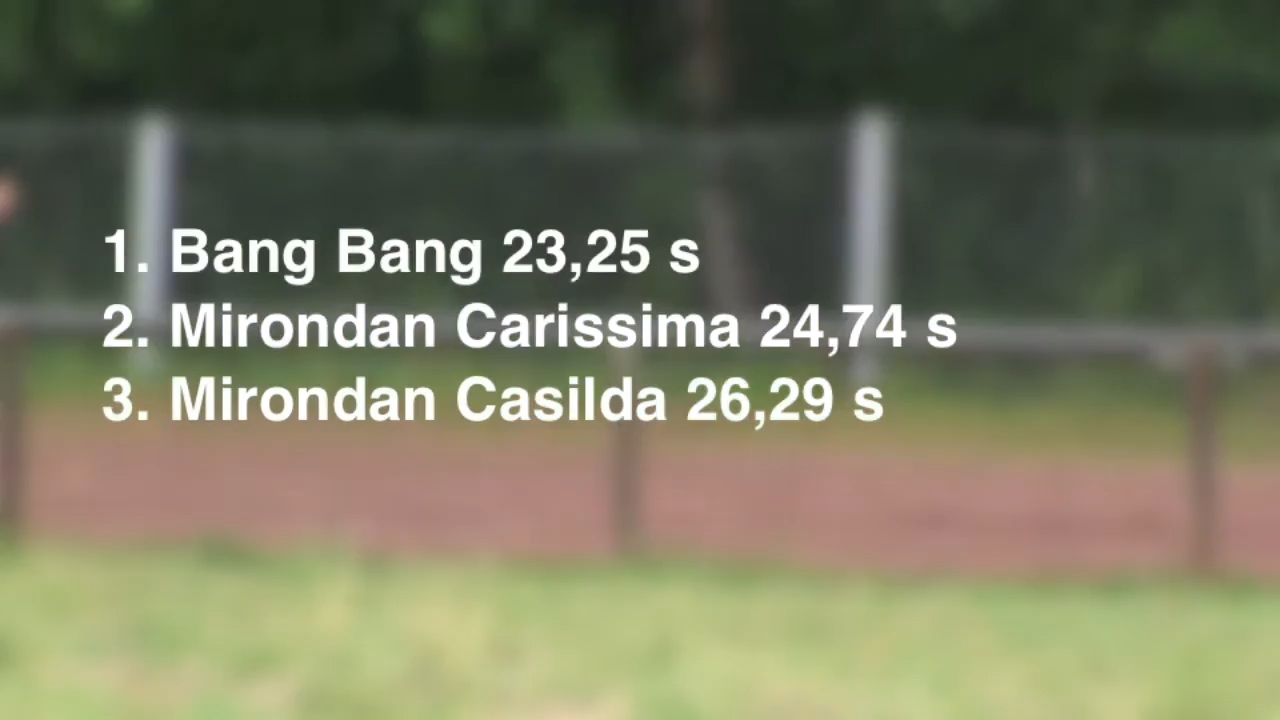 1. Bang Bang 23,25 s
2. Mirondan Carissima 24,74 s
3. Mirondan Casilda 26,29 s